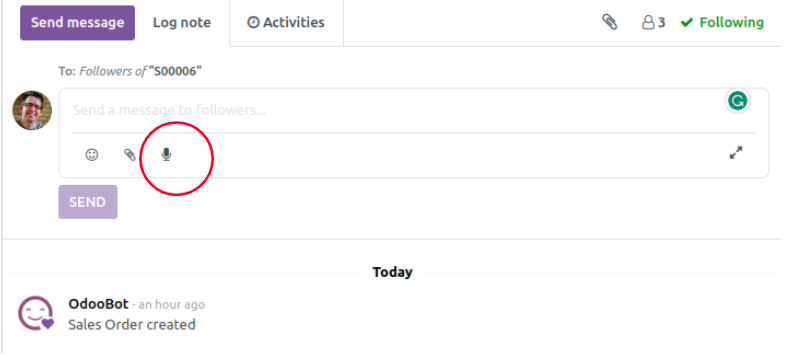 Send message Log note Activities 3 Following
To: Followers of "S00006"
Send a message to followers...
SEND
Today
OdooBot - an hour ago
Sales Order created